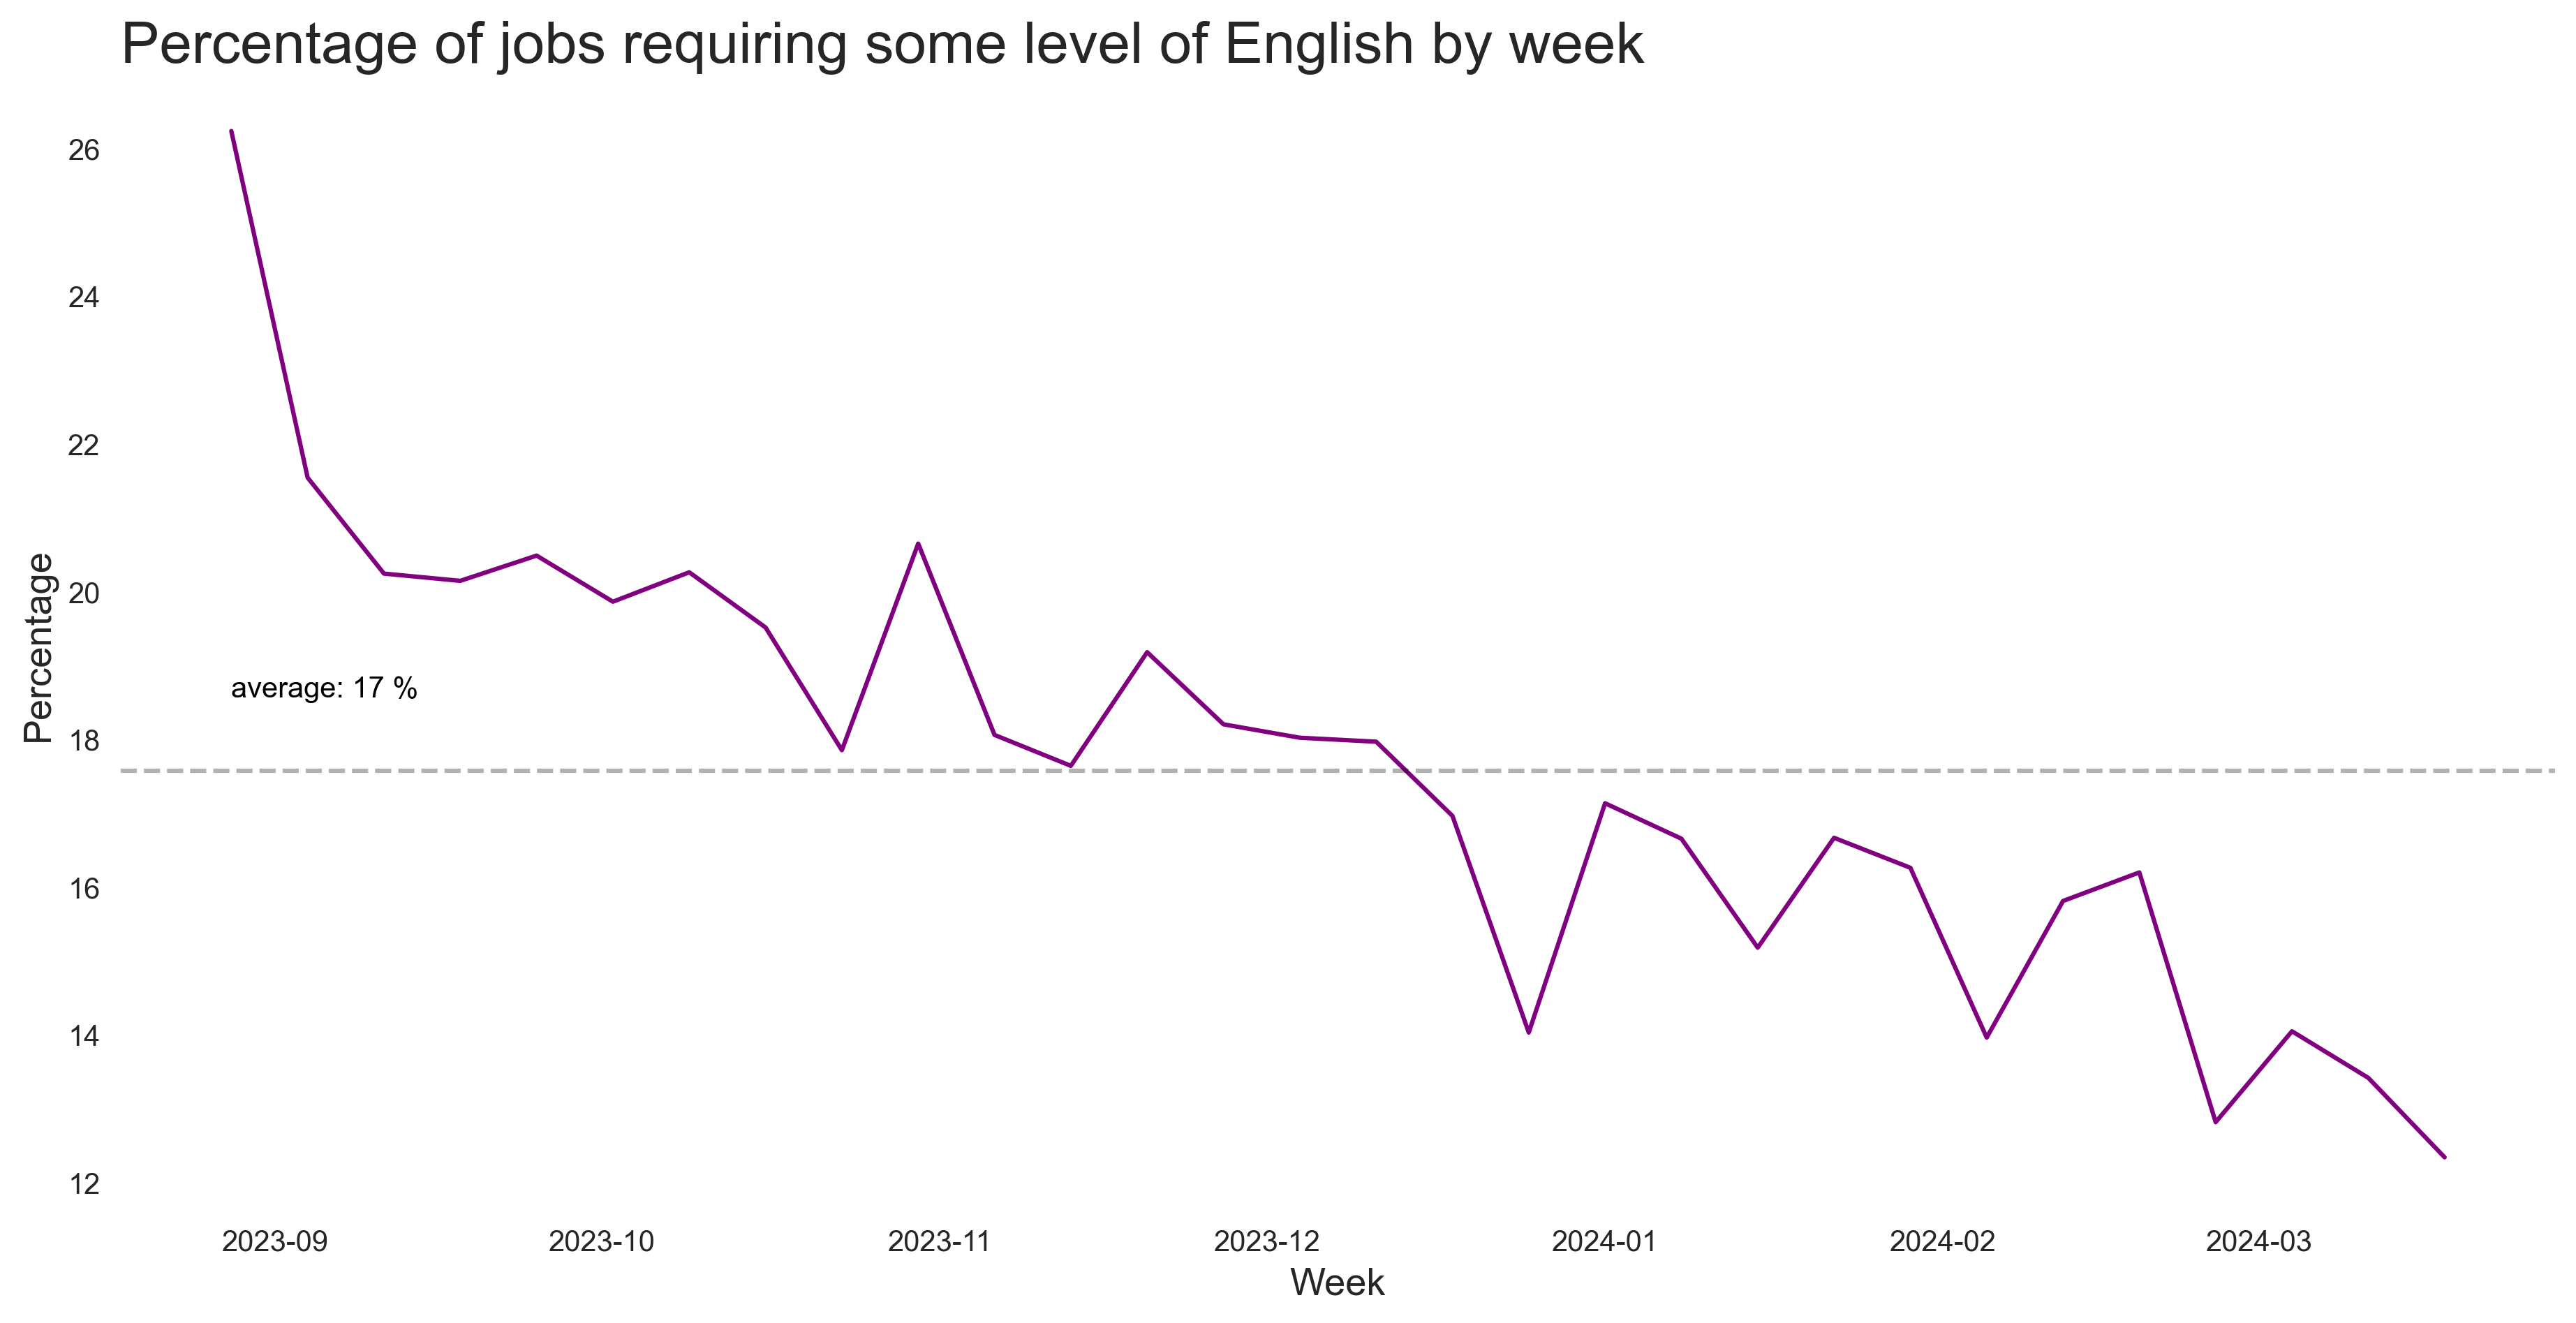 Percentage of jobs requiring some level of English by week
26
24
22
20
18
16
14
12
Percentage
average: 17 %
2023-09 2023-10 2023-11 2023-12 2024-01 2024-02 2024-03
Week